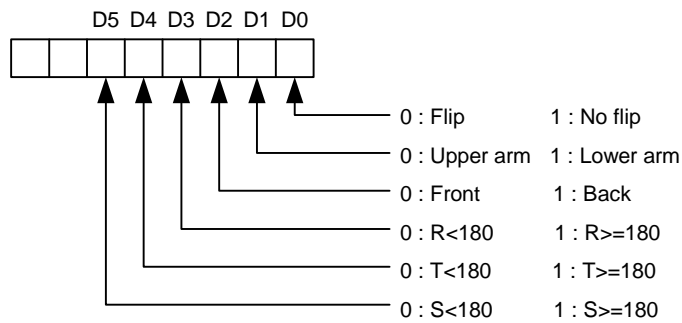 D5 D4 D3 D2 D1 D0
0 : Flip 1 : No flip
0 : Upper arm 1 : Lower arm
0 : Front 1 : Back
0 : R<180 1 : R>=180
0 : T<180 1 : T>=180
0 : S<180 1 : S>=180